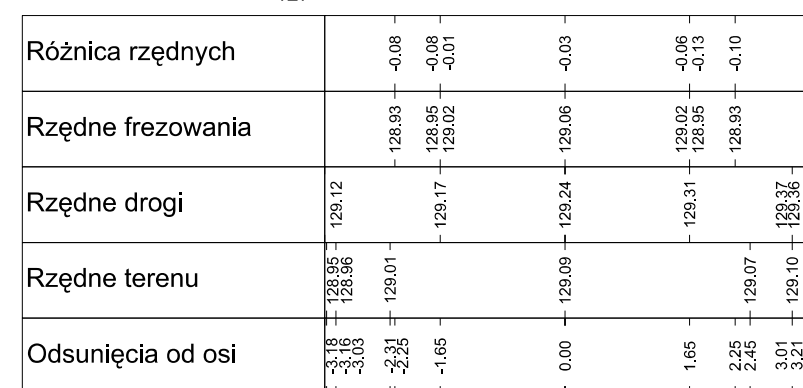 Różnica rzędnych -0.08 -0.08 -0.01 -0.03 -0.06 -0.13 -0.10
Rzędne frezowania 128.93 128.95 129.02 129.06 129.02 128.95 128.93
Rzędne drogi 129.12 129.17 129.24 129.31 129.37 129.36
Rzędne terenu 128.95 128.96 129.01 129.09 129.07 129.10
Odsunięcia od osi -3.18 -3.16 -3.03 -2.31 -2.25 -1.65 0.00 1.65 2.25 2.45 3.01 3.21